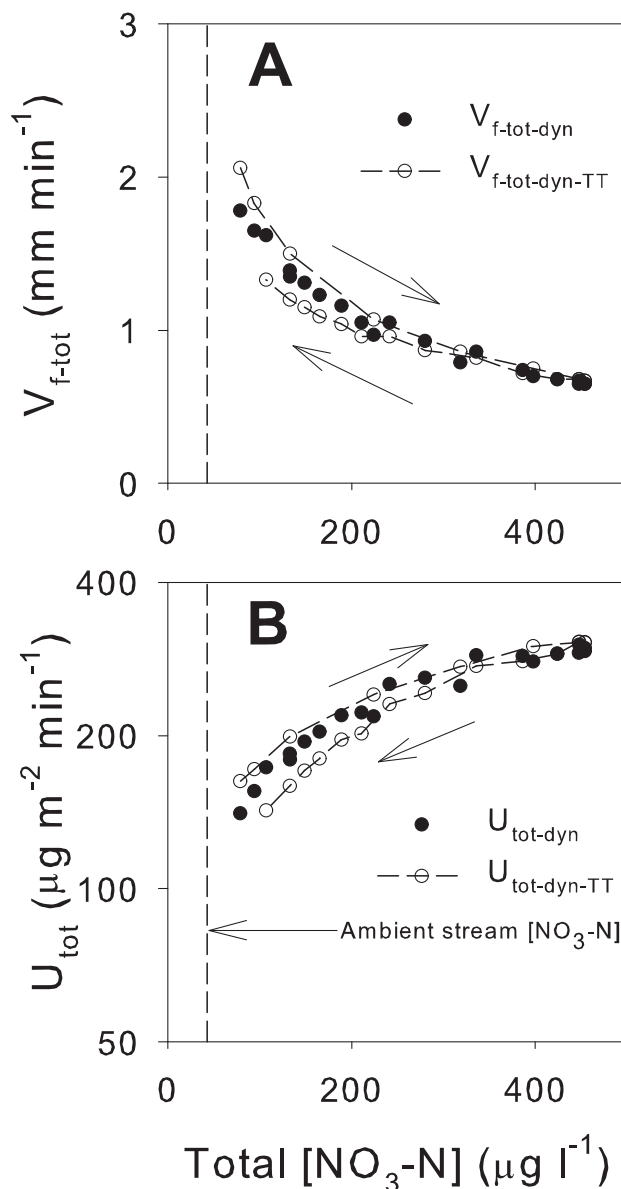 3
A
V_f-tot-dyn
2
V_f-tot-dyn-TT
V_f-tot (mm min⁻¹)
1
0
0 200 400
400
B
200
U_tot-dyn
U_tot-dyn-TT
U_tot (μg m⁻² min⁻¹)
100
Ambient stream [NO₃-N]
50
0 200 400
Total [NO₃-N] (μg l⁻¹)